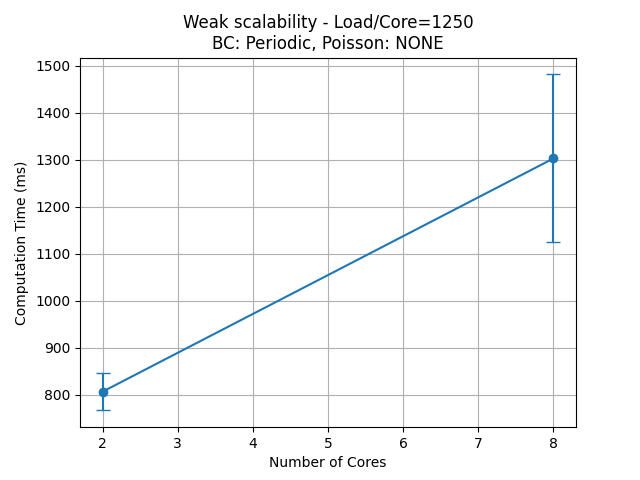 Weak scalability - Load/Core=1250
BC: Periodic, Poisson: NONE
1500
1400
1300
1200
1100
1000
900
800
Computation Time (ms)
2 3 4 5 6 7 8
Number of Cores